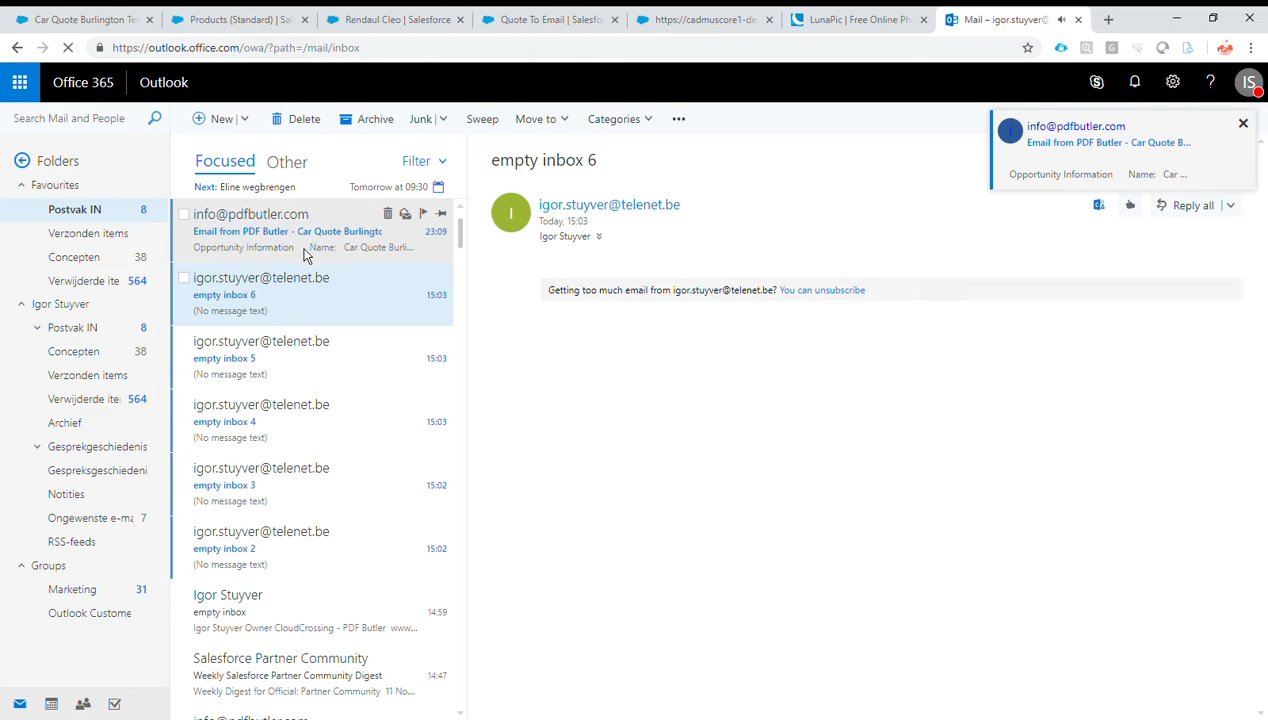 Car Quote Burlington Te
Products (Standard) | Sal
Rendaul Cleo | Salesforce
Quote To Email | Salesfo
https://cadmuscore1-de
LunaPic | Free Online Ph
Mail – igor.stuyver@
https://outlook.office.com/owa/?path=/mail/inbox
Office 365
Outlook
IS
Search Mail and People
New
Delete
Archive
Junk
Sweep
Move to
Categories
info@pdfbutler.com
Email from PDF Butler - Car Quote B...
Opportunity Information Name: Car ...
Folders
Favourites
Postvak IN 8
Verzonden items
Concepten 38
Verwijderde ite 564
Igor Stuyver
Postvak IN 8
Concepten 38
Verzonden items
Verwijderde ite 564
Archief
Gesprekgeschiedenis
Gespreksgeschiedeni
Notities
Ongewenste e-ma 7
RSS-feeds
Groups
Marketing 31
Outlook Custome
Focused
Other
Filter
Next: Eline wegbrengen
Tomorrow at 09:30
info@pdfbutler.com
Email from PDF Butler - Car Quote Burlingtc 23:09
Opportunity Information Name: Car Quote Burli...
igor.stuyver@telenet.be
empty inbox 6 15:03
(No message text)
igor.stuyver@telenet.be
empty inbox 5 15:03
(No message text)
igor.stuyver@telenet.be
empty inbox 4 15:03
(No message text)
igor.stuyver@telenet.be
empty inbox 3 15:02
(No message text)
igor.stuyver@telenet.be
empty inbox 2 15:02
(No message text)
Igor Stuyver
empty inbox 14:59
Igor Stuyver Owner CloudCrossing - PDF Butler www...
Salesforce Partner Community
Weekly Salesforce Partner Community Digest 14:47
Weekly Digest for Official: Partner Community 11 No...
info@pdfbutler.com
empty inbox 6
I
igor.stuyver@telenet.be
Today, 15:03
Igor Stuyver
Reply all
Getting too much email from igor.stuyver@telenet.be? You can unsubscribe